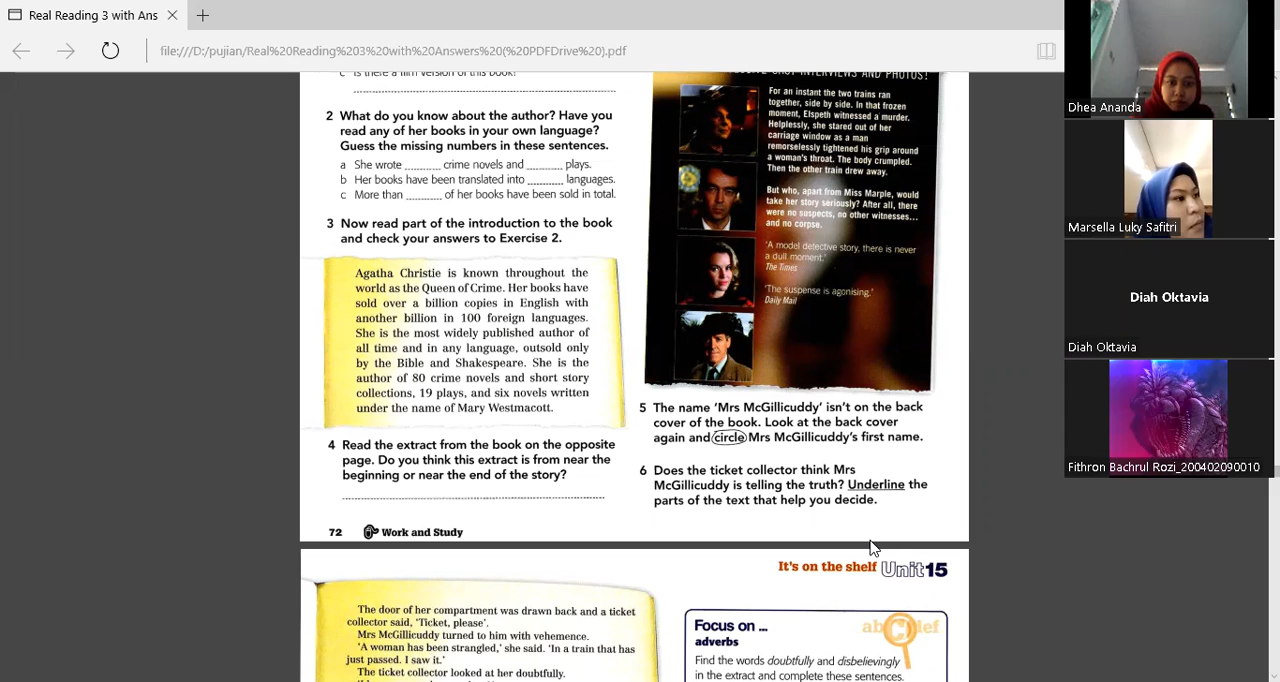 Real Reading 3 with Ans
file:///D:/pujian/Real%20Reading%203%20with%20Answers%20(%20PDFDrive%20).pdf
c Is there a film version of this book?
2 What do you know about the author? Have you
read any of her books in your own language?
Guess the missing numbers in these sentences.
a She wrote ________ crime novels and ________ plays.
b Her books have been translated into ________ languages.
c More than ________ of her books have been sold in total.
3 Now read part of the introduction to the book
and check your answers to Exercise 2.
Agatha Christie is known throughout the
world as the Queen of Crime. Her books have
sold over a billion copies in English with
another billion in 100 foreign languages.
She is the most widely published author of
all time and in any language, outsold only
by the Bible and Shakespeare. She is the
author of 80 crime novels and short story
collections, 19 plays, and six novels written
under the name of Mary Westmacott.
4 Read the extract from the book on the opposite
page. Do you think this extract is from near the
beginning or near the end of the story?
72 Work and Study
INTERVIEWS AND PHOTOS!
For an instant the two trains ran
together, side by side. In that frozen
moment, Elspeth witnessed a murder.
Helplessly, she stared out of her
carriage window as a man
remorselessly tightened his grip around
a woman's throat. The body crumpled.
Then the other train drew away.
But who, apart from Miss Marple, would
take her story seriously? After all, there
were no suspects, no other witnesses...
and no corpse.
'A model detective story, there is never
a dull moment.'
The Times
'The suspense is agonising.'
Daily Mail
5 The name 'Mrs McGillicuddy' isn't on the back
cover of the book. Look at the back cover
again and circle Mrs McGillicuddy's first name.
6 Does the ticket collector think Mrs
McGillicuddy is telling the truth? Underline the
parts of the text that help you decide.
It's on the shelf Unit 15
The door of her compartment was drawn back and a ticket
collector said, 'Ticket, please'.
Mrs McGillicuddy turned to him with vehemence.
'A woman has been strangled,' she said. 'In a train that has
just passed. I saw it.'
The ticket collector looked at her doubtfully.
Focus on ...
adverbs
Find the words doubtfully and disbelievingly
in the extract and complete these sentences.
Dhea Ananda
Marsella Luky Safitri
Diah Oktavia
Diah Oktavia
Fithron Bachrul Rozi_200402090010